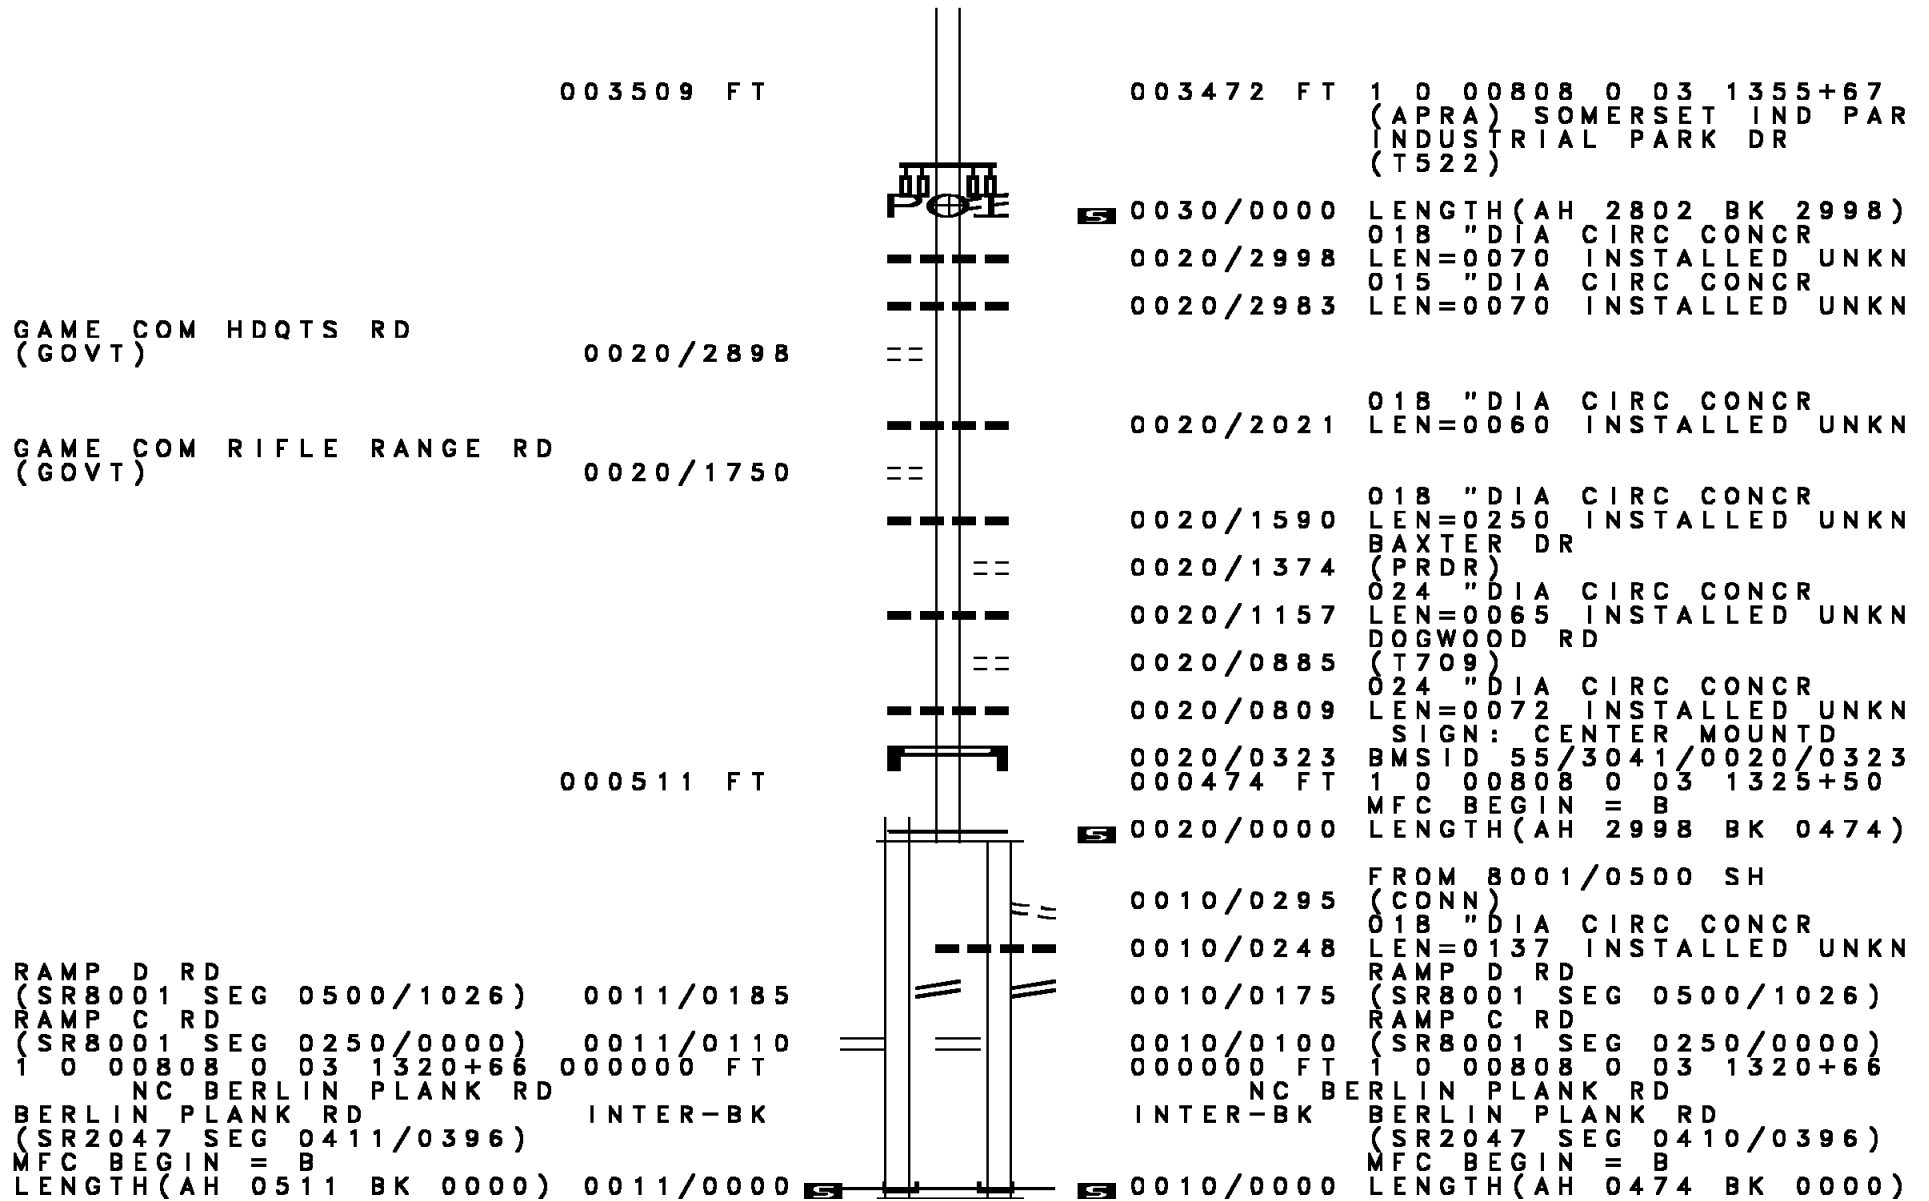 003509 FT 003472 FT 1 0 00808 0 03 1355+67
(APRA) SOMERSET IND PAR
INDUSTRIAL PARK DR
(T522)
POI
S 0030/0000 LENGTH(AH 2802 BK 2998)
018 "DIA CIRC CONCR
0020/2998 LEN=0070 INSTALLED UNKN
015 "DIA CIRC CONCR
0020/2983 LEN=0070 INSTALLED UNKN
GAME COM HDQTS RD
(GOVT) 0020/2898
018 "DIA CIRC CONCR
0020/2021 LEN=0060 INSTALLED UNKN
GAME COM RIFLE RANGE RD
(GOVT) 0020/1750
018 "DIA CIRC CONCR
0020/1590 LEN=0250 INSTALLED UNKN
BAXTER DR
0020/1374 (PRDR)
024 "DIA CIRC CONCR
0020/1157 LEN=0065 INSTALLED UNKN
DOGWOOD RD
0020/0885 (T709)
024 "DIA CIRC CONCR
0020/0809 LEN=0072 INSTALLED UNKN
SIGN: CENTER MOUNTD
0020/0323 BMSID 55/3041/0020/0323
000511 FT 000474 FT 1 0 00808 0 03 1325+50
MFC BEGIN = B
S 0020/0000 LENGTH(AH 2998 BK 0474)
FROM 8001/0500 SH
0010/0295 (CONN)
018 "DIA CIRC CONCR
0010/0248 LEN=0137 INSTALLED UNKN
RAMP D RD RAMP D RD
(SR8001 SEG 0500/1026) 0011/0185 0010/0175 (SR8001 SEG 0500/1026)
RAMP C RD RAMP C RD
(SR8001 SEG 0250/0000) 0011/0110 0010/0100 (SR8001 SEG 0250/0000)
1 0 00808 0 03 1320+66 000000 FT 000000 FT 1 0 00808 0 03 1320+66
NC BERLIN PLANK RD NC BERLIN PLANK RD
BERLIN PLANK RD INTER-BK INTER-BK BERLIN PLANK RD
(SR2047 SEG 0411/0396) (SR2047 SEG 0410/0396)
MFC BEGIN = B MFC BEGIN = B
LENGTH(AH 0511 BK 0000) 0011/0000 S S 0010/0000 LENGTH(AH 0474 BK 0000)